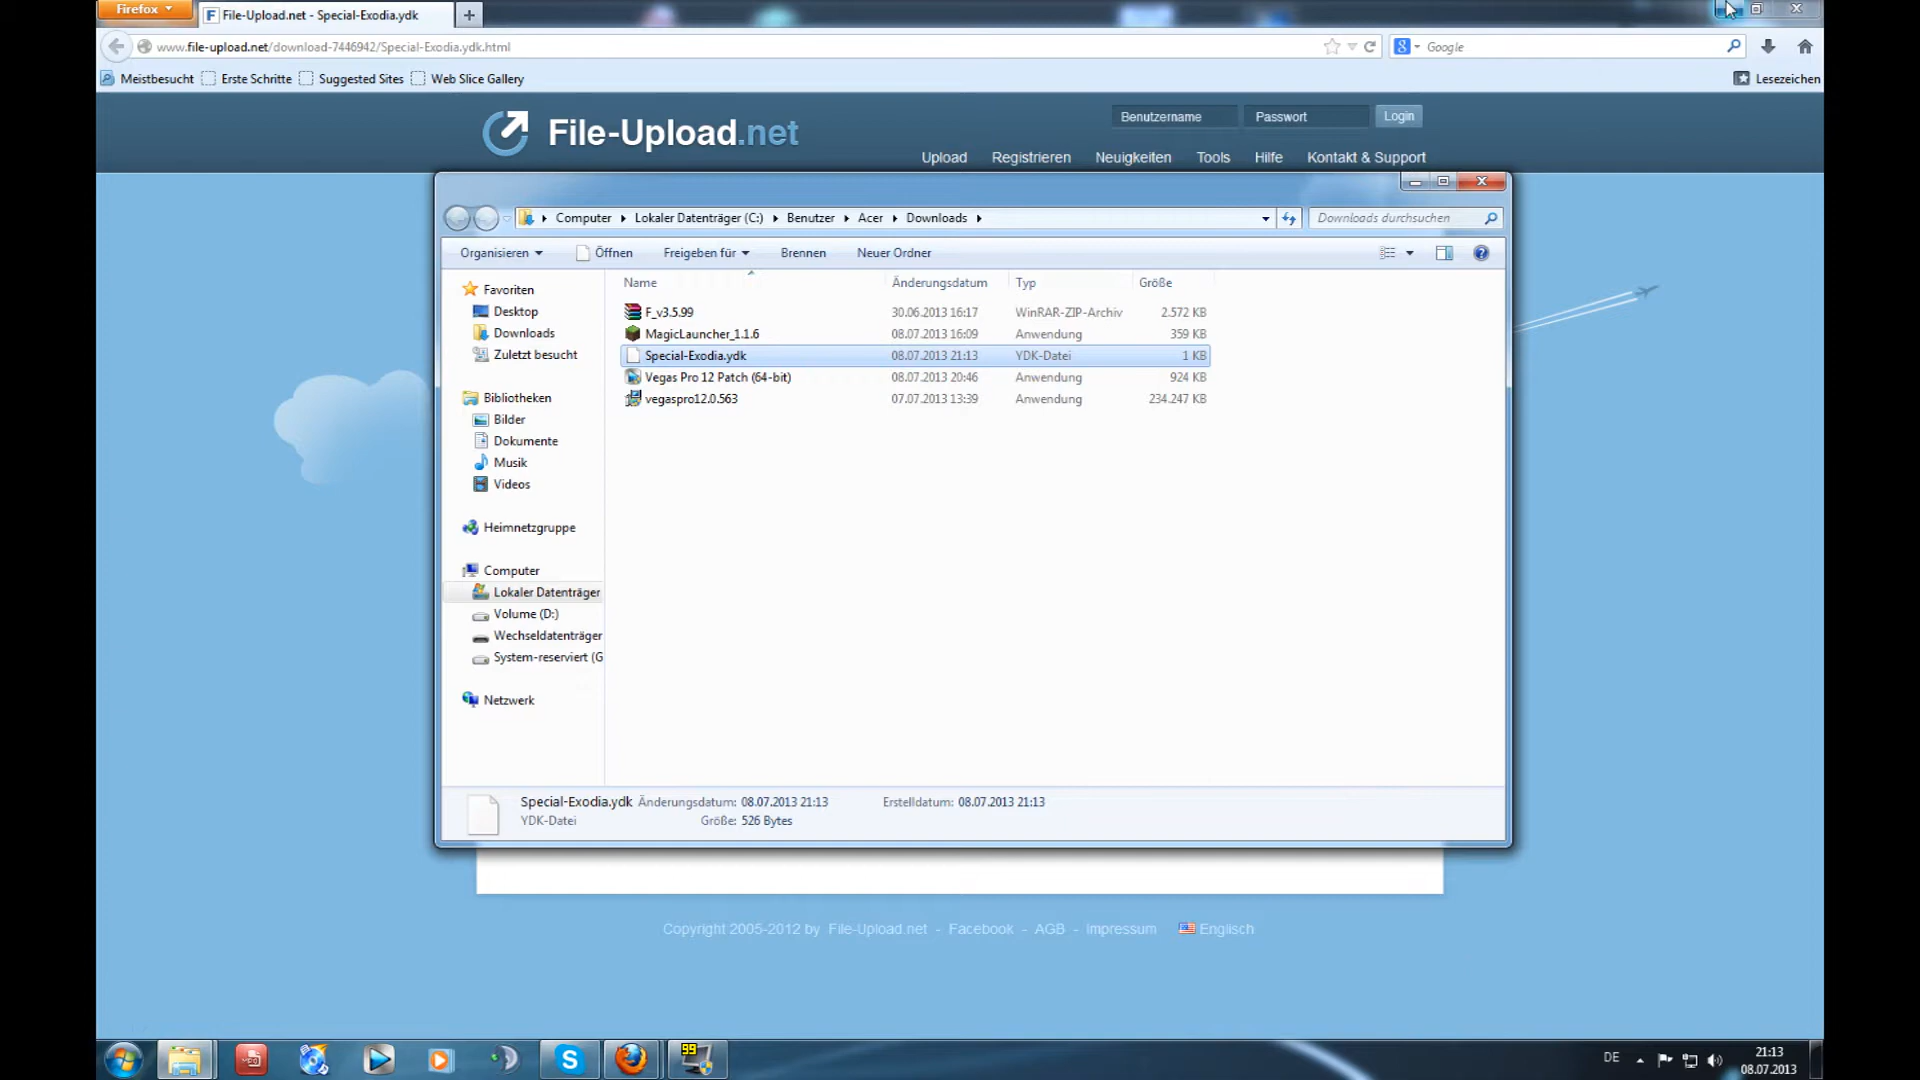 Firefox
File-Upload.net - Special-Exodia.ydk
www.file-upload.net/download-7446942/Special-Exodia.ydk.html
Google
Meistbesucht Erste Schritte Suggested Sites Web Slice Gallery
Lesezeichen
File-Upload.net
Benutzername Passwort Login
Upload Registrieren Neuigkeiten Tools Hilfe Kontakt & Support
Computer Lokaler Datenträger (C:) Benutzer Acer Downloads
Downloads durchsuchen
Organisieren Öffnen Freigeben für Brennen Neuer Ordner
Name Änderungsdatum Typ Größe
F_v3.5.99 30.06.2013 16:17 WinRAR-ZIP-Archiv 2.572 KB
MagicLauncher_1.1.6 08.07.2013 16:09 Anwendung 359 KB
Special-Exodia.ydk 08.07.2013 21:13 YDK-Datei 1 KB
Vegas Pro 12 Patch (64-bit) 08.07.2013 20:46 Anwendung 924 KB
vegaspro12.0.563 07.07.2013 13:39 Anwendung 234.247 KB
Favoriten
Desktop
Downloads
Zuletzt besucht
Bibliotheken
Bilder
Dokumente
Musik
Videos
Heimnetzgruppe
Computer
Lokaler Datenträger
Volume (D:)
Wechseldatenträger
System-reserviert (G
Netzwerk
Special-Exodia.ydk Änderungsdatum: 08.07.2013 21:13 Erstelldatum: 08.07.2013 21:13
YDK-Datei Größe: 526 Bytes
Copyright 2005-2012 by File-Upload.net - Facebook - AGB - Impressum Englisch
99
DE
21:13
08.07.2013